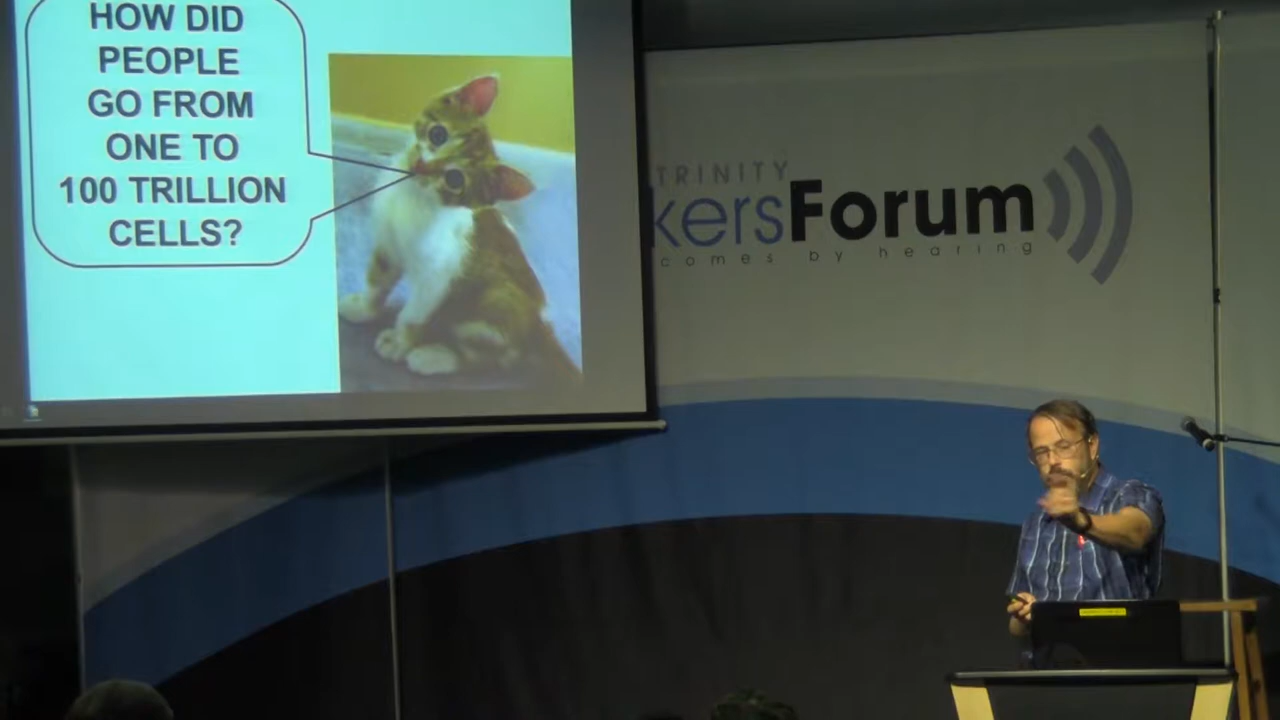 HOW DID
PEOPLE
GO FROM
ONE TO
100 TRILLION
CELLS?
TRINITY
kersForum
comes by hearing